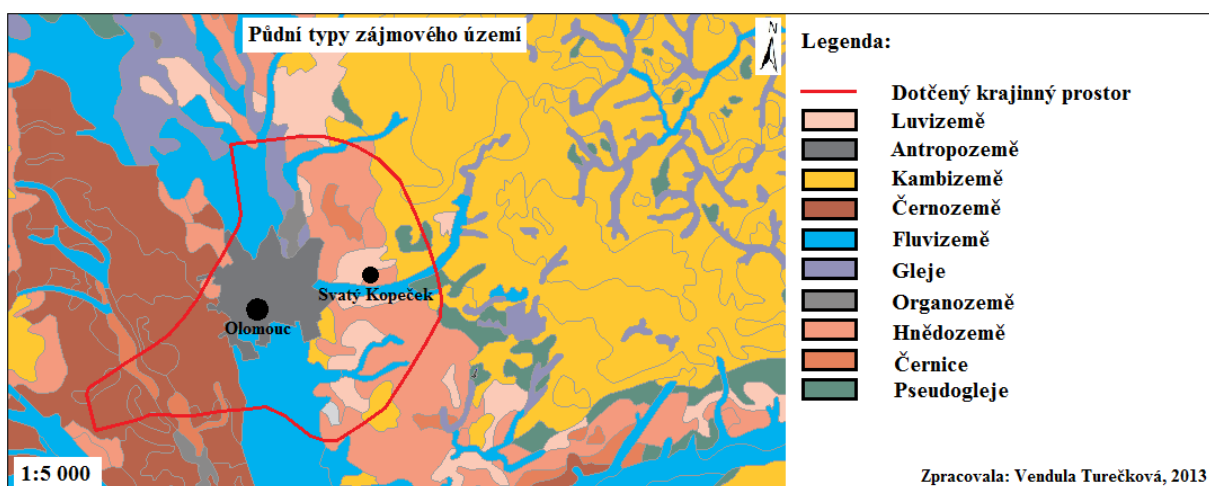 Půdní typy zájmového území
Svatý Kopeček
Olomouc
1:5 000
Legenda:
Dotčený krajinný prostor
Luvizemě
Antropozemě
Kambizemě
Černozemě
Fluvizemě
Gleje
Organozemě
Hnědozemě
Černice
Pseudogleje
Zpracovala: Vendula Turečková, 2013